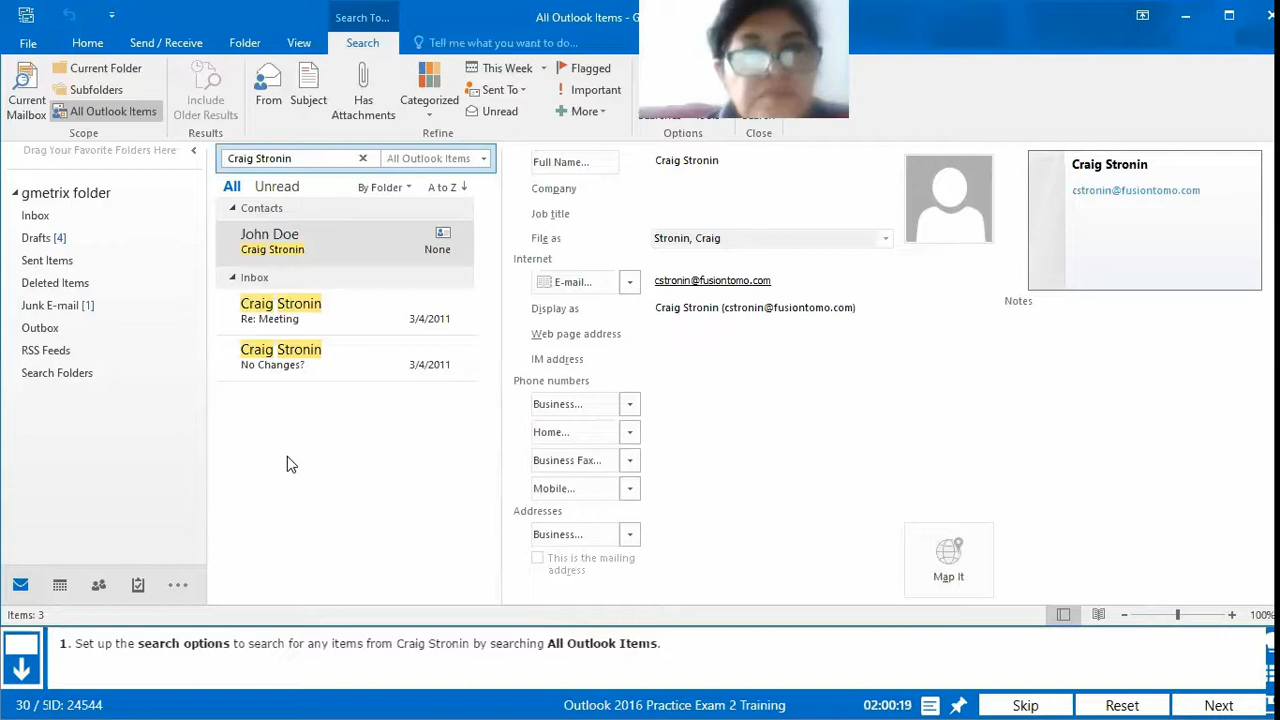 Search To...
All Outlook Items - G
File
Home
Send / Receive
Folder
View
Search
Tell me what you want to do...
Current
Mailbox
Current Folder
Subfolders
All Outlook Items
Scope
Include
Older Results
Results
From
Subject
Has
Attachments
Categorized
This Week
Sent To
Unread
Flagged
Important
More
Refine
Options
Close
Drag Your Favorite Folders Here
gmetrix folder
Inbox
Drafts [4]
Sent Items
Deleted Items
Junk E-mail [1]
Outbox
RSS Feeds
Search Folders
Craig Stronin
All Outlook Items
All
Unread
By Folder
A to Z
Contacts
John Doe
Craig Stronin
None
Inbox
Craig Stronin
Re: Meeting
3/4/2011
Craig Stronin
No Changes?
3/4/2011
Full Name...
Craig Stronin
Company
Job title
File as
Stronin, Craig
Internet
E-mail...
cstronin@fusiontomo.com
Display as
Craig Stronin (cstronin@fusiontomo.com)
Web page address
IM address
Phone numbers
Business...
Home...
Business Fax...
Mobile...
Addresses
Business...
This is the mailing
address
Map It
Craig Stronin
cstronin@fusiontomo.com
Notes
Items: 3
100%
1. Set up the search options to search for any items from Craig Stronin by searching All Outlook Items.
30 / 5ID: 24544
Outlook 2016 Practice Exam 2 Training
02:00:19
Skip
Reset
Next